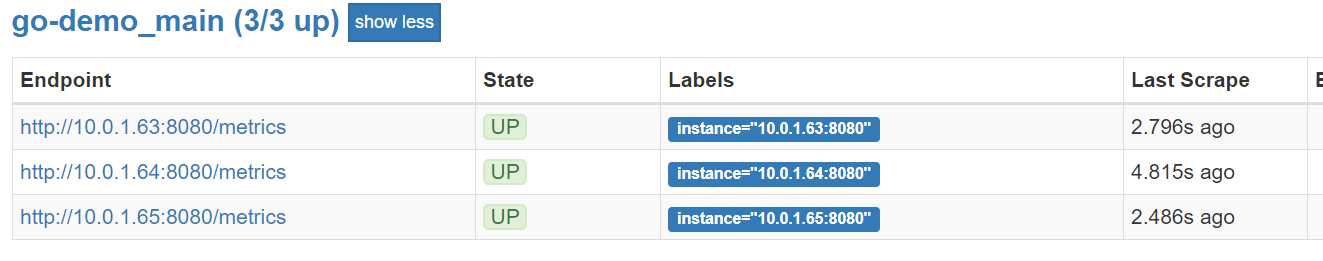 go-demo_main (3/3 up) show less
Endpoint State Labels Last Scrape
http://10.0.1.63:8080/metrics UP instance="10.0.1.63:8080" 2.796s ago
http://10.0.1.64:8080/metrics UP instance="10.0.1.64:8080" 4.815s ago
http://10.0.1.65:8080/metrics UP instance="10.0.1.65:8080" 2.486s ago